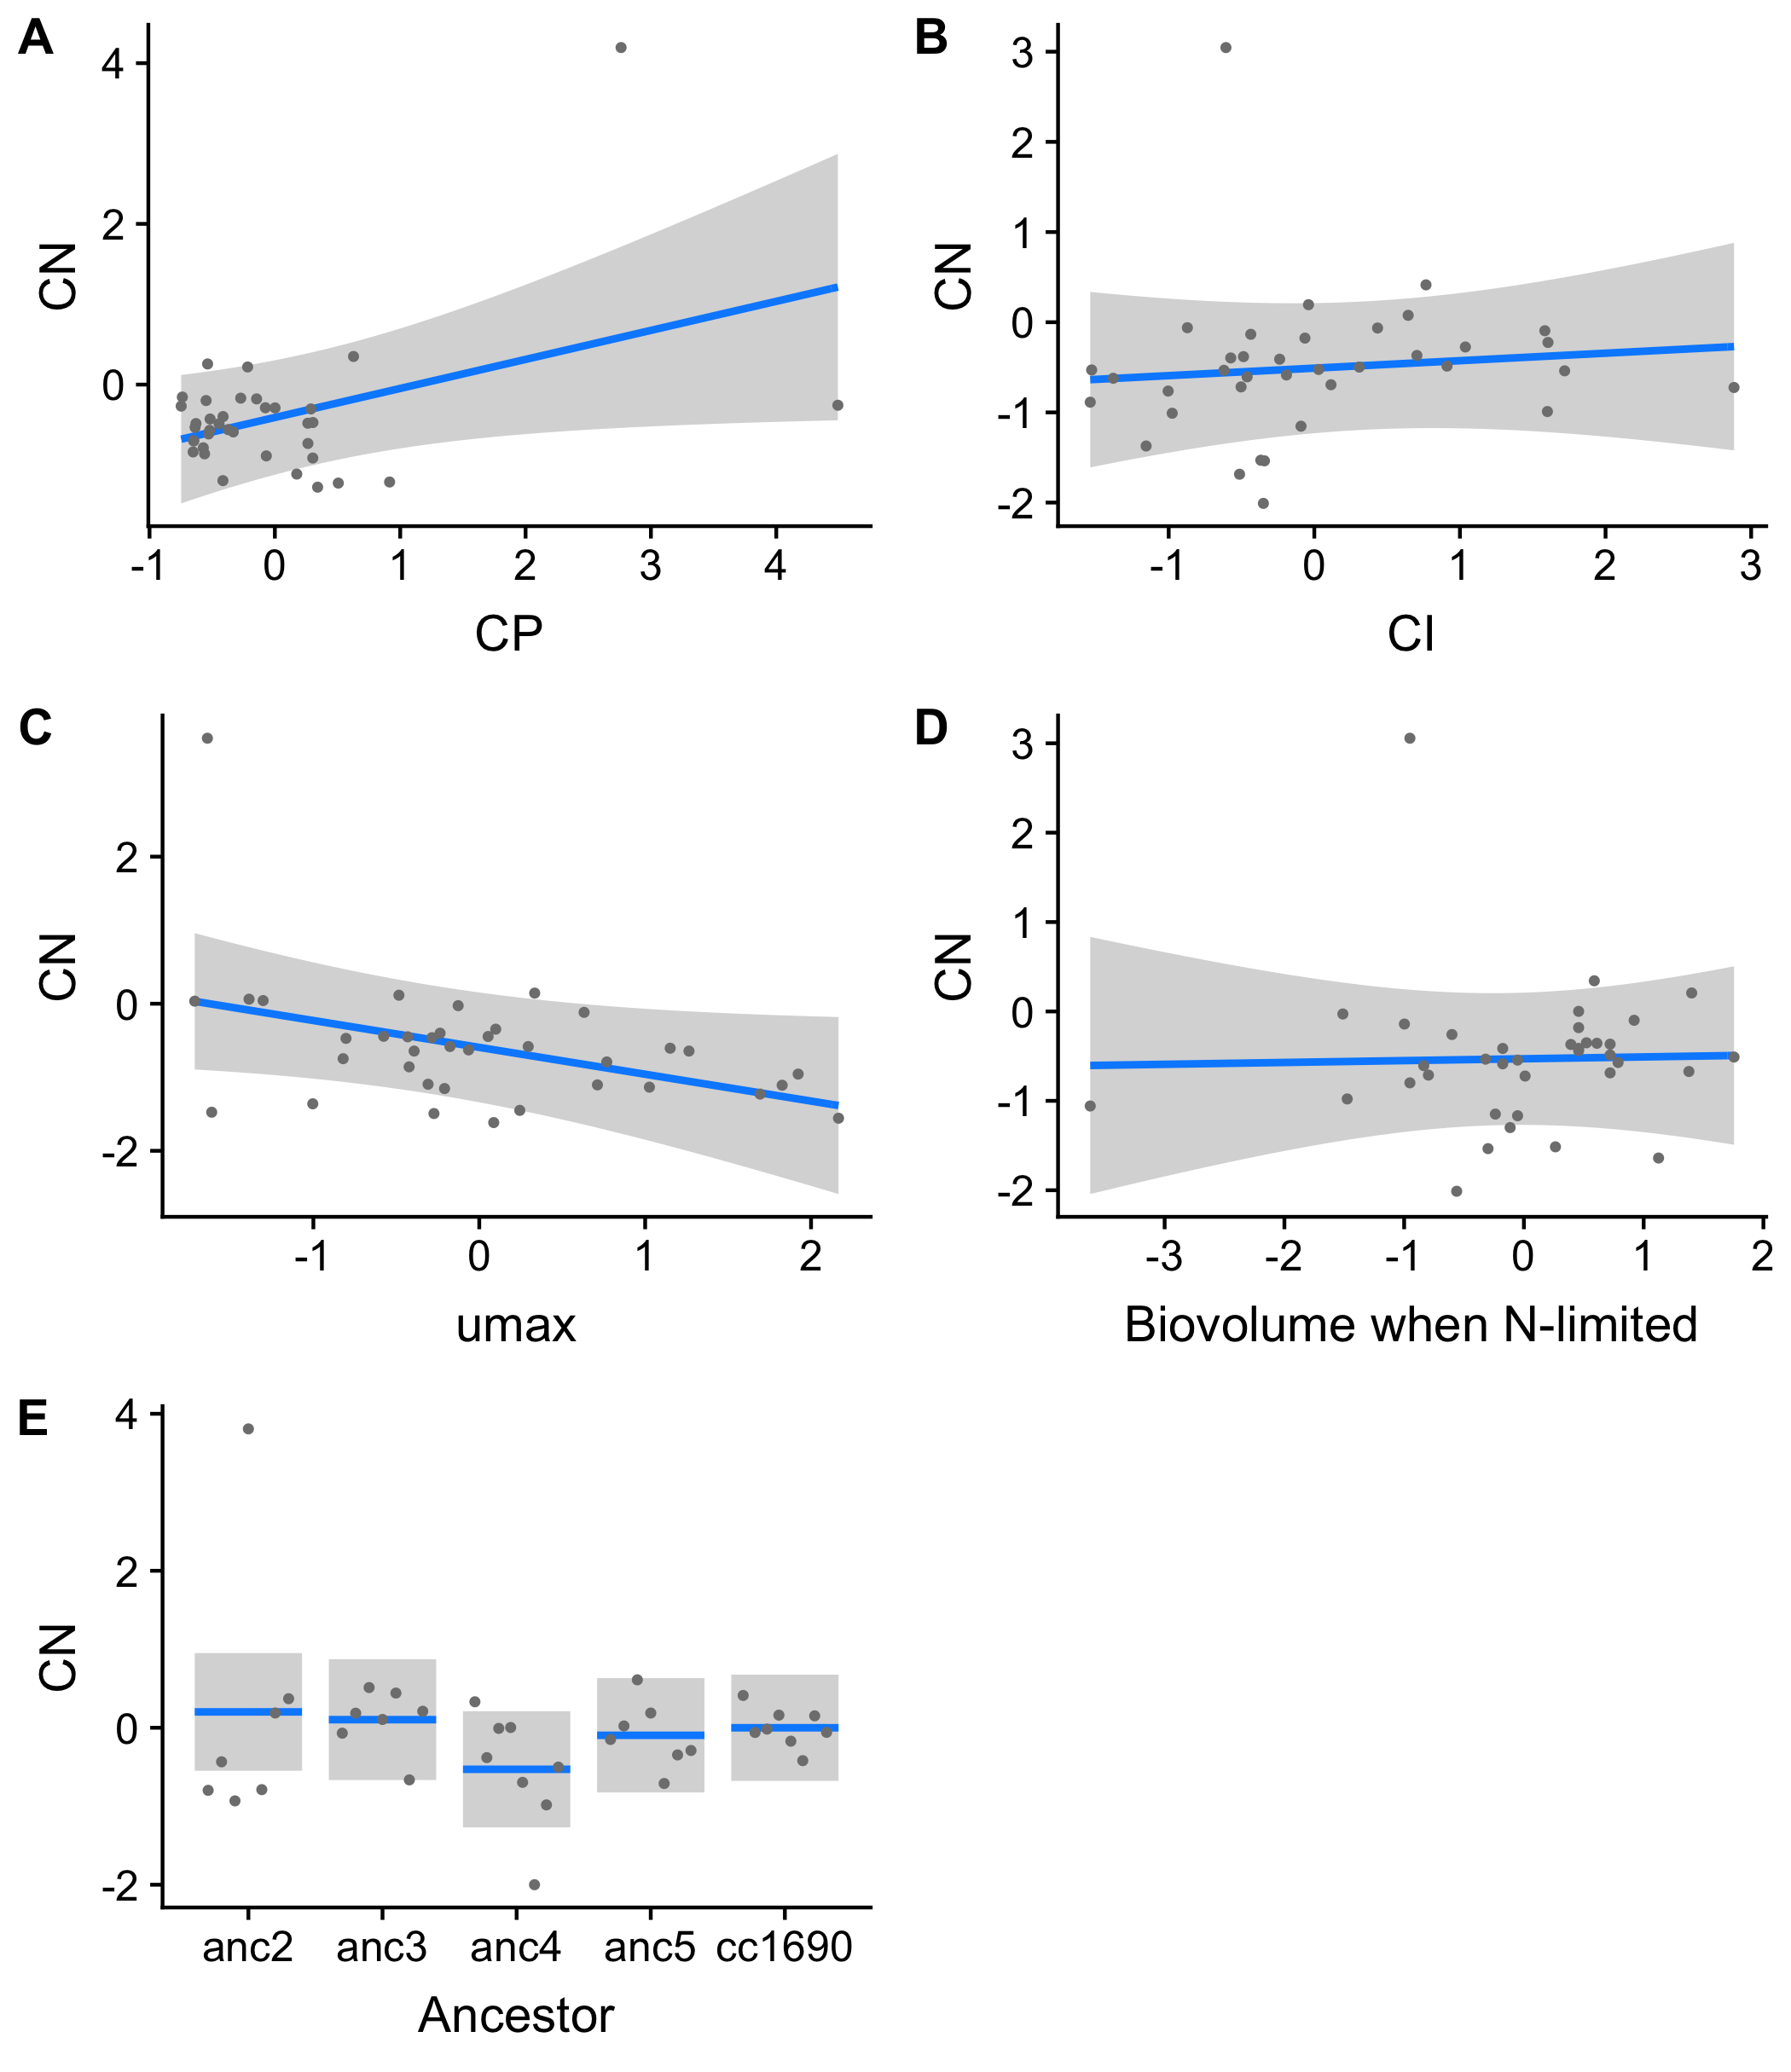 A
B
4
2
0
CN
-1 0 1 2 3 4
CP
3
2
1
0
-1
-2
CN
-1 0 1 2 3
CI
C
D
2
0
-2
CN
-1 0 1 2
umax
3
2
1
0
-1
-2
CN
-3 -2 -1 0 1 2
Biovolume when N-limited
E
4
2
0
-2
CN
anc2 anc3 anc4 anc5 cc1690
Ancestor